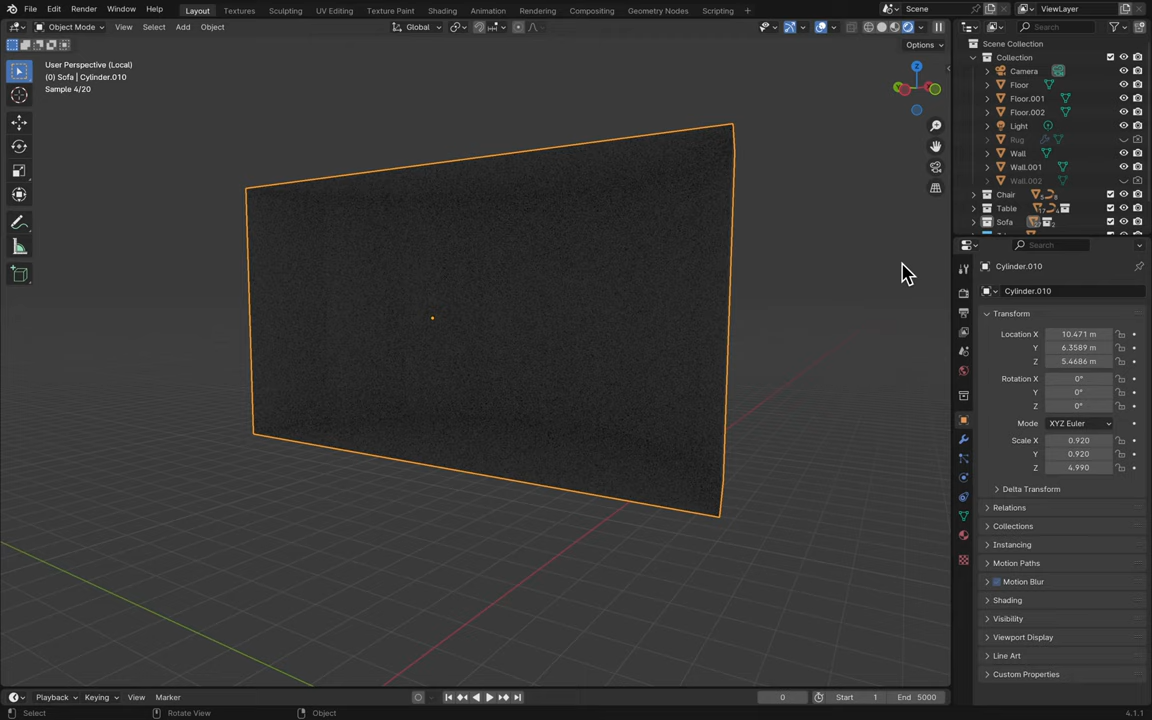 File Edit Render Window Help
Layout Textures Sculpting UV Editing Texture Paint Shading Animation Rendering Compositing Geometry Nodes Scripting +
Scene
ViewLayer
Object Mode View Select Add Object
Global
Options
Search
User Perspective (Local)
(0) Sofa | Cylinder.010
Sample 4/20
Z
Scene Collection
Collection
Camera
Floor
Floor.001
Floor.002
Light
Rug
Wall
Wall.001
Wall.002
Chair
Table
Sofa
Search
Cylinder.010
Cylinder.010
Transform
Location X 10.471 m
Y 6.3589 m
Z 5.4686 m
Rotation X 0°
Y 0°
Z 0°
Mode XYZ Euler
Scale X 0.920
Y 0.920
Z 4.990
Delta Transform
Relations
Collections
Instancing
Motion Paths
Motion Blur
Shading
Visibility
Viewport Display
Line Art
Custom Properties
Playback Keying View Marker
0
Start 1
End 5000
Select
Rotate View
Object
4.1.1